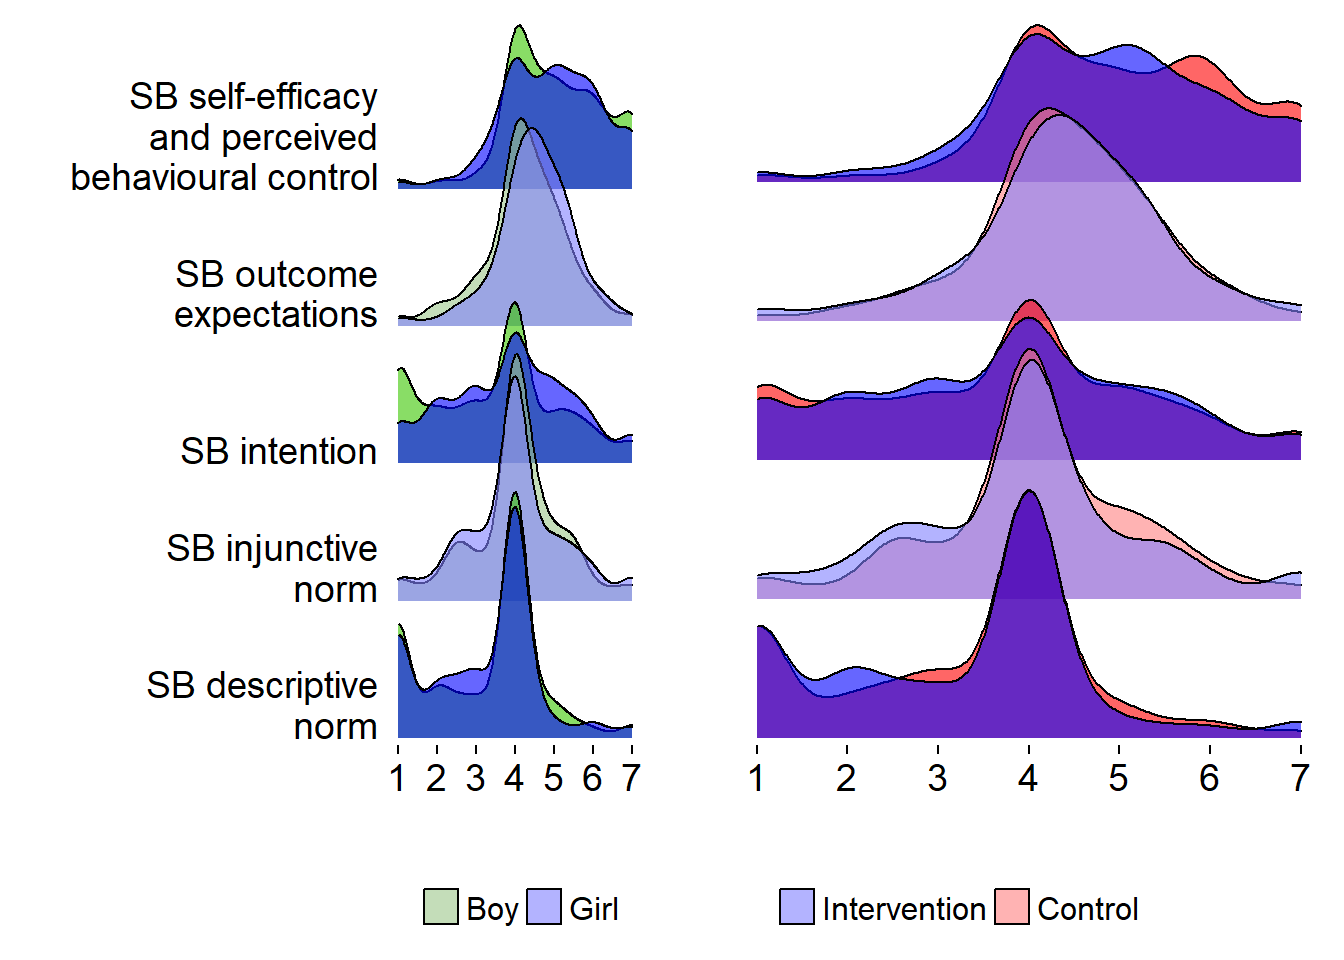 SB self-efficacy
and perceived
behavioural control
SB outcome
expectations
SB intention
SB injunctive
norm
SB descriptive
norm
1 2 3 4 5 6 7
1 2 3 4 5 6 7
Boy Girl
Intervention Control